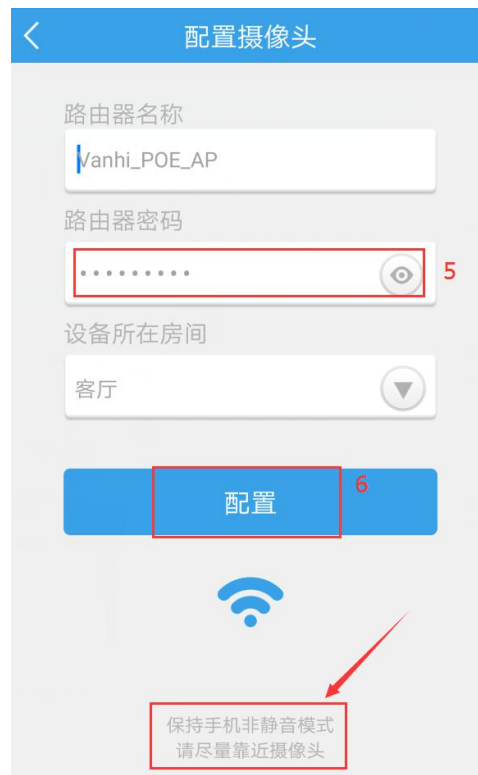 配置摄像头
路由器名称
Vanhi_POE_AP
路由器密码
•••••••••
5
设备所在房间
客厅
配置
6
保持手机非静音模式
请尽量靠近摄像头